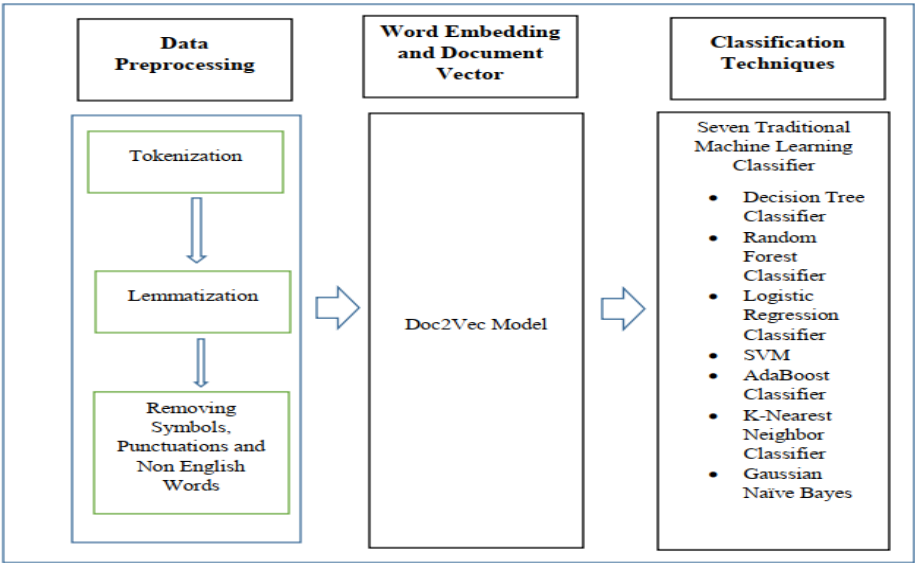 Data
Preprocessing
Tokenization
Lemmatization
Removing
Symbols,
Punctuations and
Non English
Words
Word Embedding
and Document
Vector
Doc2Vec Model
Classification
Techniques
Seven Traditional
Machine Learning
Classifier
• Decision Tree
Classifier
• Random
Forest
Classifier
• Logistic
Regression
Classifier
• SVM
• AdaBoost
Classifier
• K-Nearest
Neighbor
Classifier
• Gaussian
Naïve Bayes